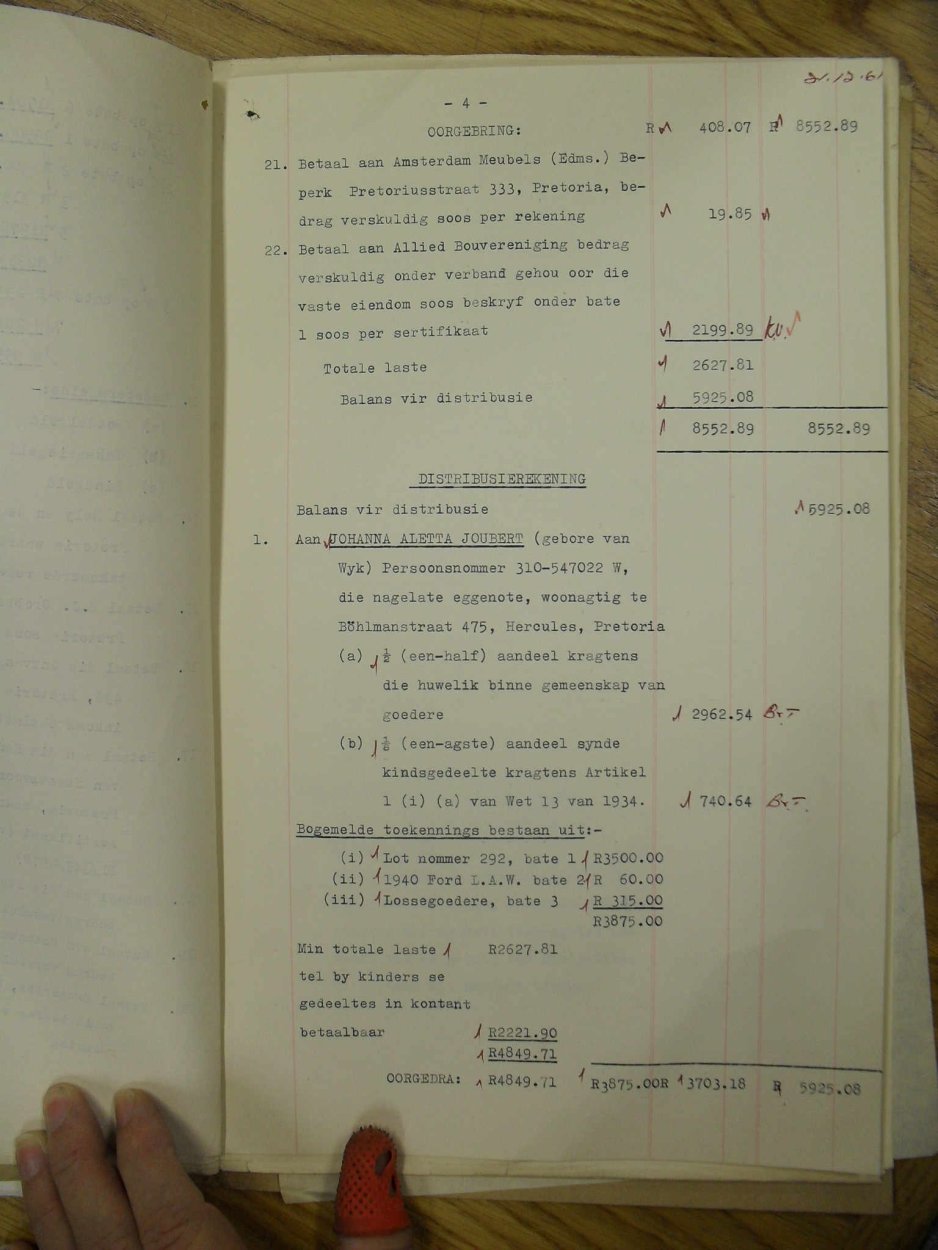 21.12.61
- 4 -
OORGEBRING: R 408.07 R 8552.89
21. Betaal aan Amsterdam Meubels (Edms.) Be-
perk Pretoriusstraat 333, Pretoria, be-
drag verskuldig soos per rekening 19.85
22. Betaal aan Allied Bouvereniging bedrag
verskuldig onder verband gehou oor die
vaste eiendom soos beskryf onder bate
1 soos per sertifikaat 2199.89
Totale laste 2627.81
Balans vir distribusie 5925.08
8552.89 8552.89
DISTRIBUSIEREKENING
Balans vir distribusie 5925.08
1. Aan JOHANNA ALETTA JOUBERT (gebore van
Wyk) Persoonsnommer 310-547022 W,
die nagelate eggenote, woonagtig te
Böhlmanstraat 475, Hercules, Pretoria
(a) ½ (een-half) aandeel kragtens
die huwelik binne gemeenskap van
goedere 2962.54
(b) ⅛ (een-agste) aandeel synde
kindsgedeelte kragtens Artikel
1 (i) (a) van Wet 13 van 1934. 740.64
Bogemelde toekennings bestaan uit:-
(i) Lot nommer 292, bate 1 R3500.00
(ii) 1940 Ford L.A.W. bate 2 R 60.00
(iii) Lossegoedere, bate 3 R 315.00
R3875.00
Min totale laste R2627.81
tel by kinders se
gedeeltes in kontant
betaalbaar R2221.90
R4849.71
OORGEDRA: R4849.71 R3875.00R 3703.18 R 5925.08